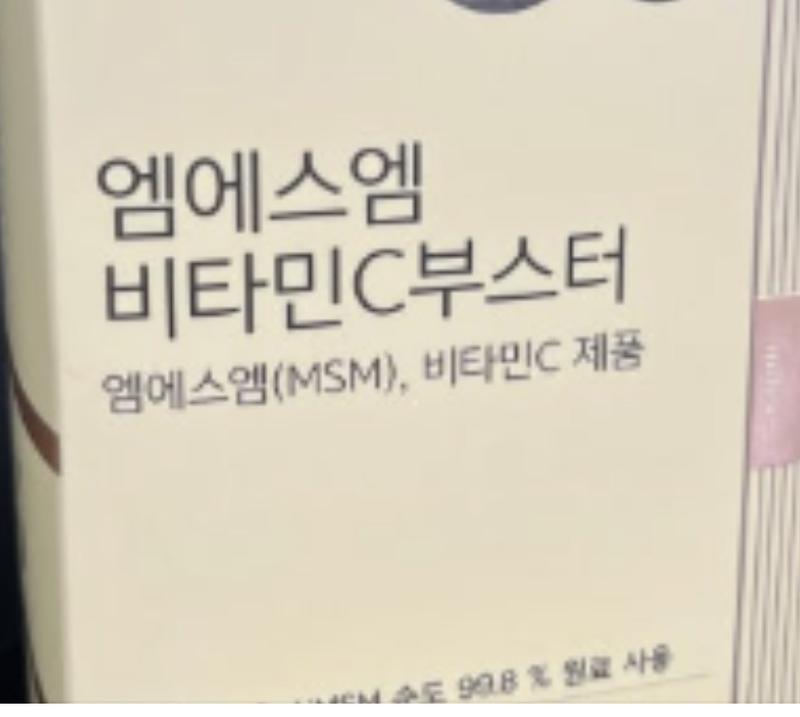 엠에스엠
비타민C부스터
엠에스엠(MSM), 비타민C 제품
순도 99.8 % 원료 사용